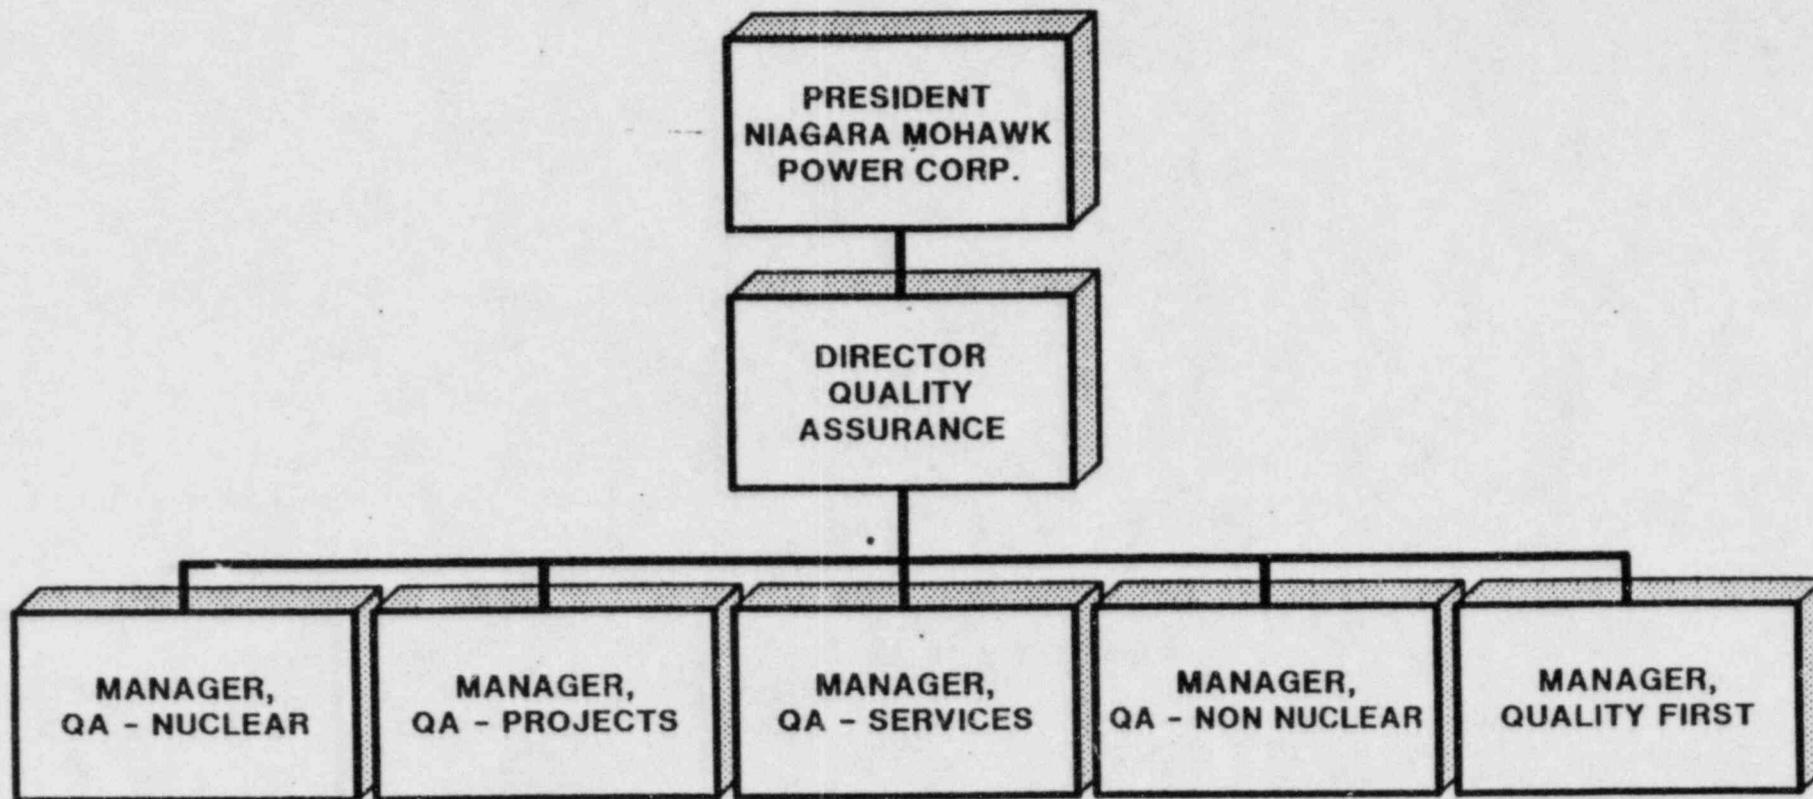 PRESIDENT
NIAGARA MOHAWK
POWER CORP.
DIRECTOR
QUALITY
ASSURANCE
MANAGER,
QA - NUCLEAR
MANAGER,
QA - PROJECTS
MANAGER,
QA - SERVICES
MANAGER,
QA - NON NUCLEAR
MANAGER,
QUALITY FIRST